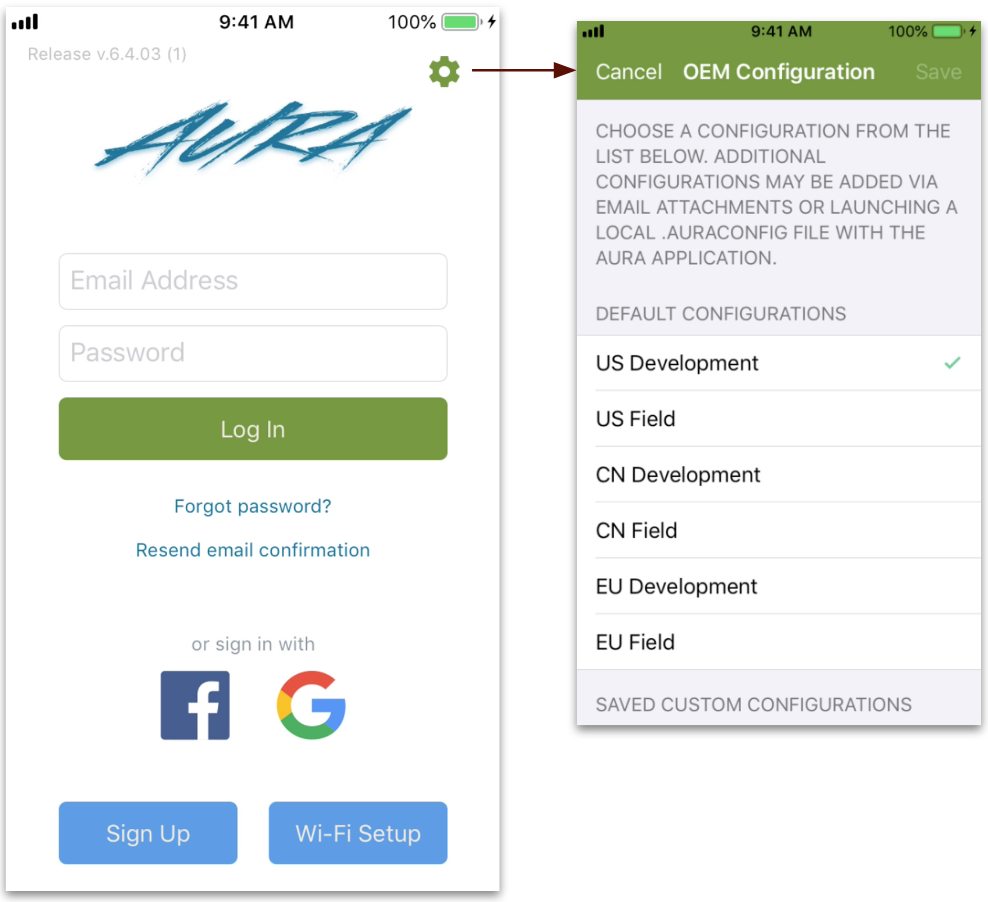 9:41 AM
100%
Release v.6.4.03 (1)
AURA
Email Address
Password
Log In
Forgot password?
Resend email confirmation
or sign in with
f
G
Sign Up
Wi-Fi Setup
9:41 AM
100%
Cancel
OEM Configuration
Save
CHOOSE A CONFIGURATION FROM THE
LIST BELOW. ADDITIONAL
CONFIGURATIONS MAY BE ADDED VIA
EMAIL ATTACHMENTS OR LAUNCHING A
LOCAL .AURACONFIG FILE WITH THE
AURA APPLICATION.
DEFAULT CONFIGURATIONS
US Development
US Field
CN Development
CN Field
EU Development
EU Field
SAVED CUSTOM CONFIGURATIONS